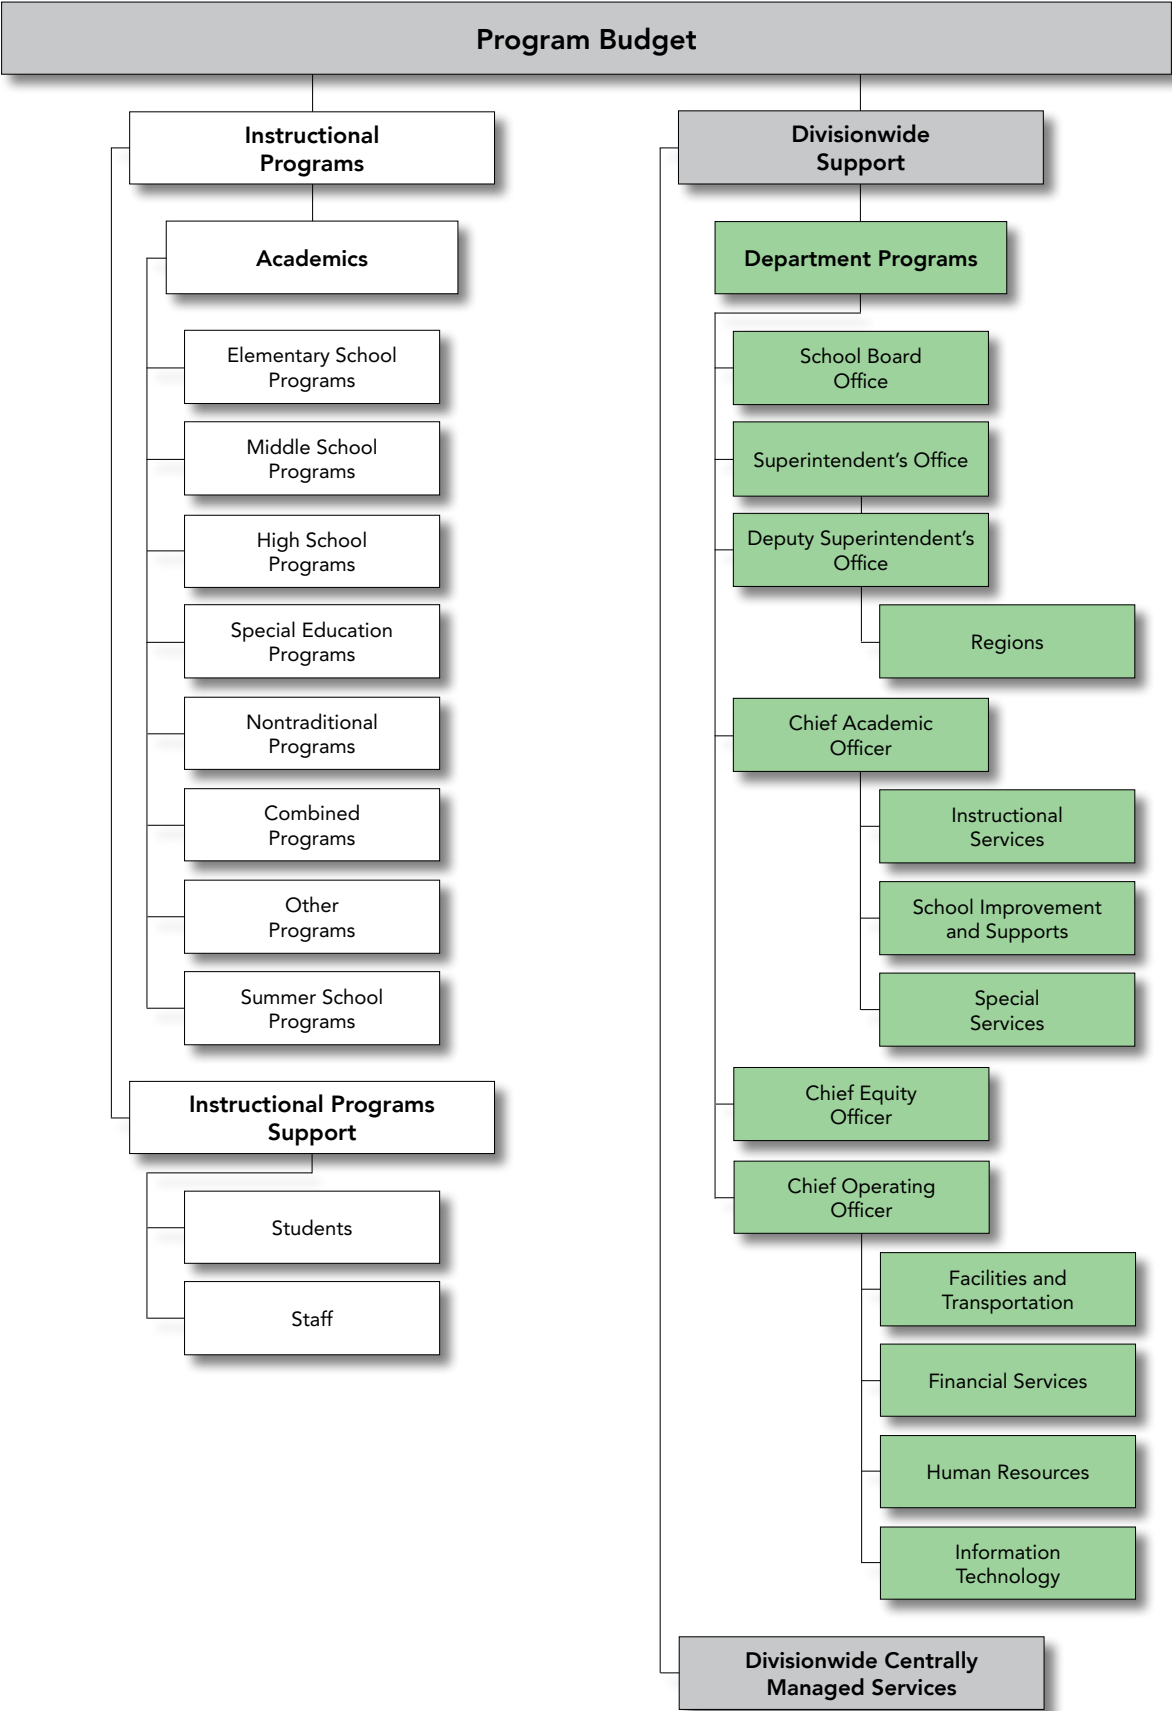 Program Budget
Instructional
Programs
Academics
Elementary School
Programs
Middle School
Programs
High School
Programs
Special Education
Programs
Nontraditional
Programs
Combined
Programs
Other
Programs
Summer School
Programs
Instructional Programs
Support
Students
Staff
Divisionwide
Support
Department Programs
School Board
Office
Superintendent’s Office
Deputy Superintendent’s
Office
Regions
Chief Academic
Officer
Instructional
Services
School Improvement
and Supports
Special
Services
Chief Equity
Officer
Chief Operating
Officer
Facilities and
Transportation
Financial Services
Human Resources
Information
Technology
Divisionwide Centrally
Managed Services